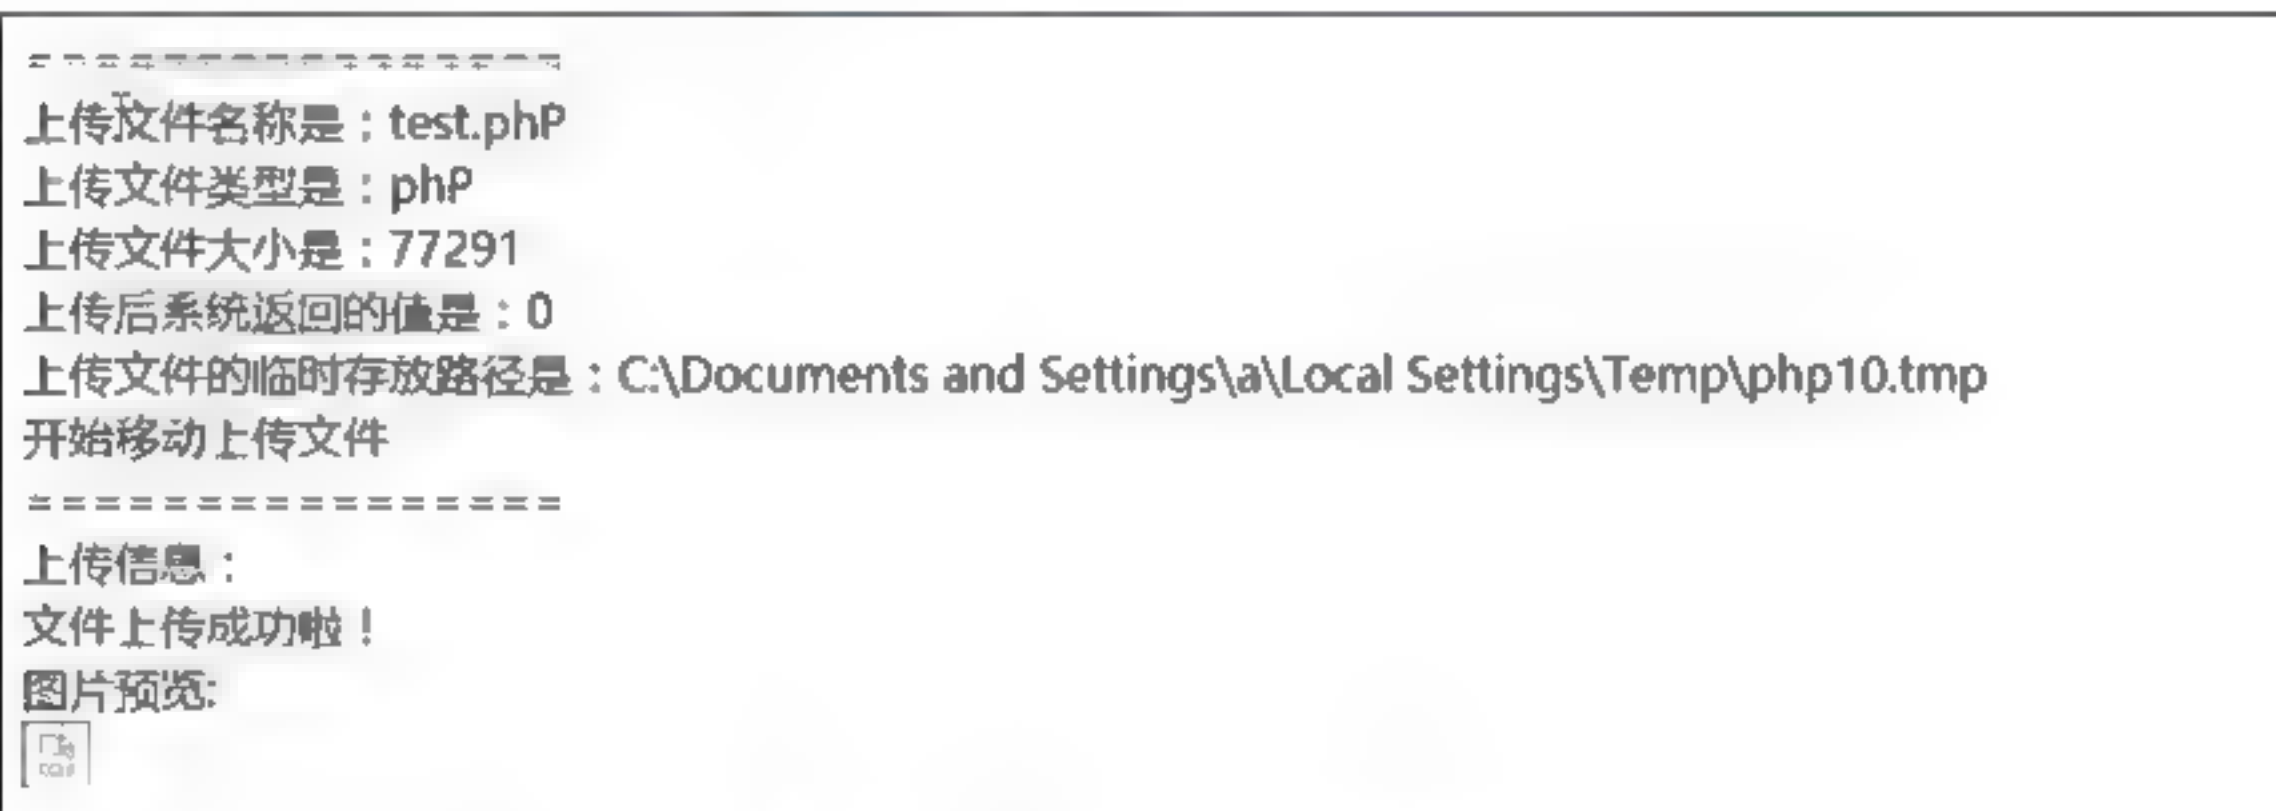 ================
上传文件名称是：test.phP
上传文件类型是：phP
上传文件大小是：77291
上传后系统返回的值是：0
上传文件的临时存放路径是：C:\Documents and Settings\a\Local Settings\Temp\php10.tmp
开始移动上传文件
================
上传信息：
文件上传成功啦！
图片预览: